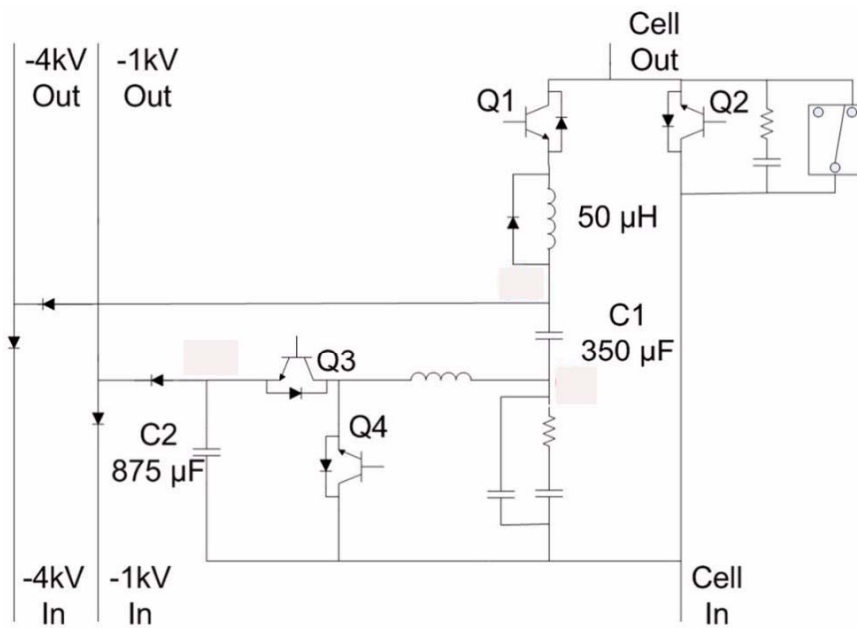 -4kV
Out
-1kV
Out
Cell
Out
Q1
Q2
50 μH
C1
350 μF
Q3
Q4
C2
875 μF
-4kV
In
-1kV
In
Cell
In